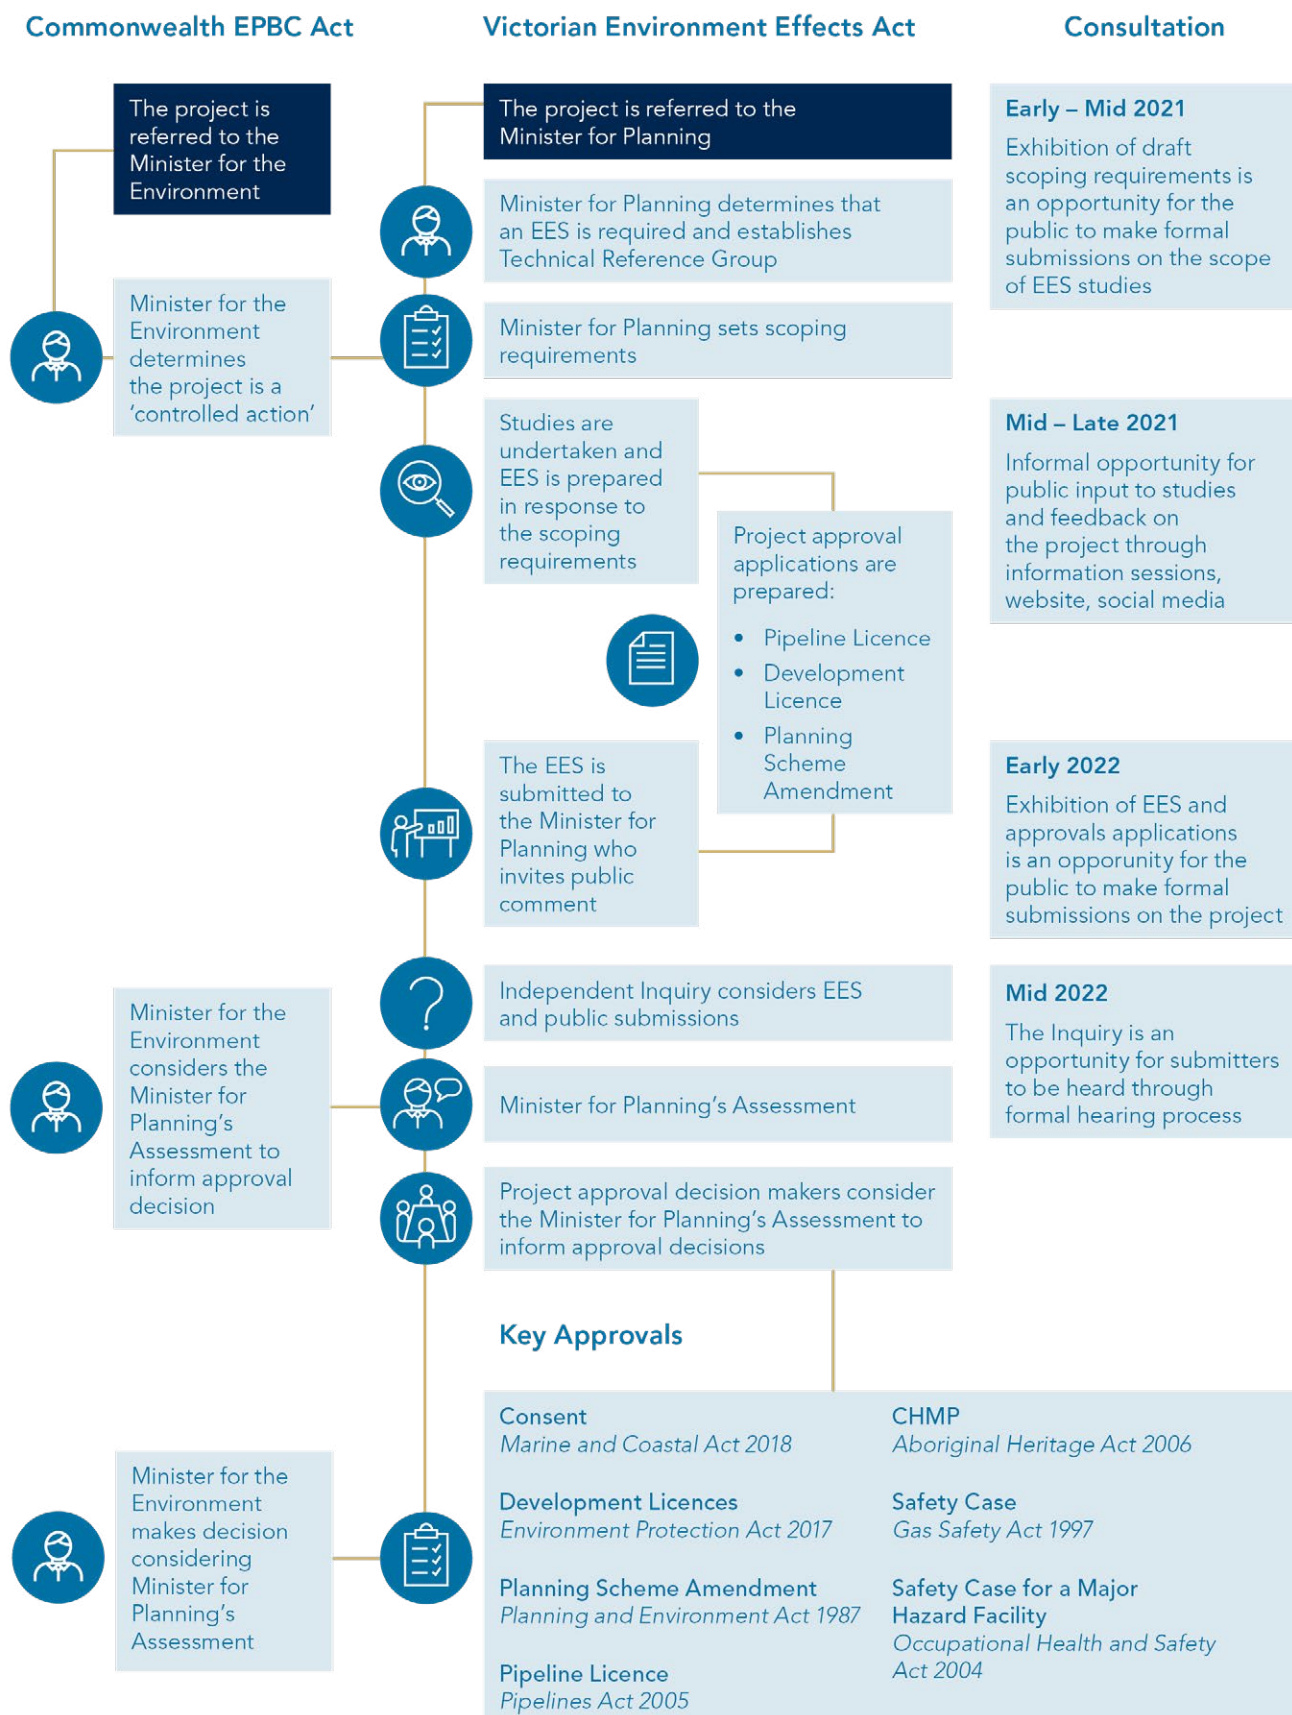 Commonwealth EPBC Act
The project is
referred to the
Minister for the
Environment
Minister for the
Environment
determines
the project is a
‘controlled action’
Minister for the
Environment
considers the
Minister for
Planning’s
Assessment to
inform approval
decision
Minister for the
Environment
makes decision
considering
Minister for
Planning’s
Assessment
Victorian Environment Effects Act
The project is referred to the
Minister for Planning
Minister for Planning determines that
an EES is required and establishes
Technical Reference Group
Minister for Planning sets scoping
requirements
Studies are
undertaken and
EES is prepared
in response to
the scoping
requirements
Project approval
applications are
prepared:
• Pipeline Licence
• Development
Licence
• Planning
Scheme
Amendment
The EES is
submitted to
the Minister for
Planning who
invites public
comment
?
Independent Inquiry considers EES
and public submissions
Minister for Planning’s Assessment
Project approval decision makers consider
the Minister for Planning’s Assessment to
inform approval decisions
Key Approvals
Consent
Marine and Coastal Act 2018
Development Licences
Environment Protection Act 2017
Planning Scheme Amendment
Planning and Environment Act 1987
Pipeline Licence
Pipelines Act 2005
CHMP
Aboriginal Heritage Act 2006
Safety Case
Gas Safety Act 1997
Safety Case for a Major
Hazard Facility
Occupational Health and Safety
Act 2004
Consultation
Early – Mid 2021
Exhibition of draft
scoping requirements is
an opportunity for the
public to make formal
submissions on the scope
of EES studies
Mid – Late 2021
Informal opportunity for
public input to studies
and feedback on
the project through
information sessions,
website, social media
Early 2022
Exhibition of EES and
approvals applications
is an opporunity for the
public to make formal
submissions on the project
Mid 2022
The Inquiry is an
opportunity for submitters
to be heard through
formal hearing process